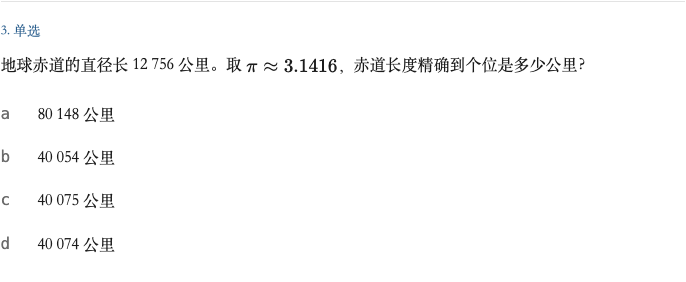 3. 单选
地球赤道的直径长 12 756 公里。取 π ≈ 3.1416，赤道长度精确到个位是多少公里？
a 80 148 公里
b 40 054 公里
c 40 075 公里
d 40 074 公里